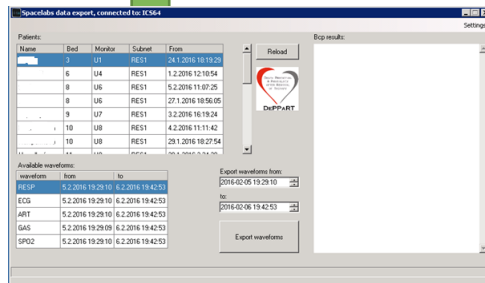 Spacelabs data export, connected to: ICS64
Settings
Patients:
Name Bed Monitor Subnet From
3 U1 RES1 24.1.2016 18:19:29
6 U4 RES1 1.2.2016 12:10:54
8 U6 RES1 5.2.2016 11:07:25
8 U6 RES1 27.1.2016 18:56:05
9 U7 RES1 3.2.2016 16:19:24
10 U8 RES1 4.2.2016 11:11:42
10 U8 RES1 29.1.2016 18:27:54
Reload
DEPPART
Bcp results:
Available waveforms:
waveform from to
RESP 5.2.2016 19:29:10 6.2.2016 19:42:53
ECG 5.2.2016 19:29:10 6.2.2016 19:42:53
ART 5.2.2016 19:29:10 6.2.2016 19:42:53
GAS 5.2.2016 19:29:09 6.2.2016 19:42:53
SPO2 5.2.2016 19:29:10 6.2.2016 19:42:53
Export waveforms from:
2016-02-05 19:29:10
to:
2016-02-06 19:42:53
Export waveforms